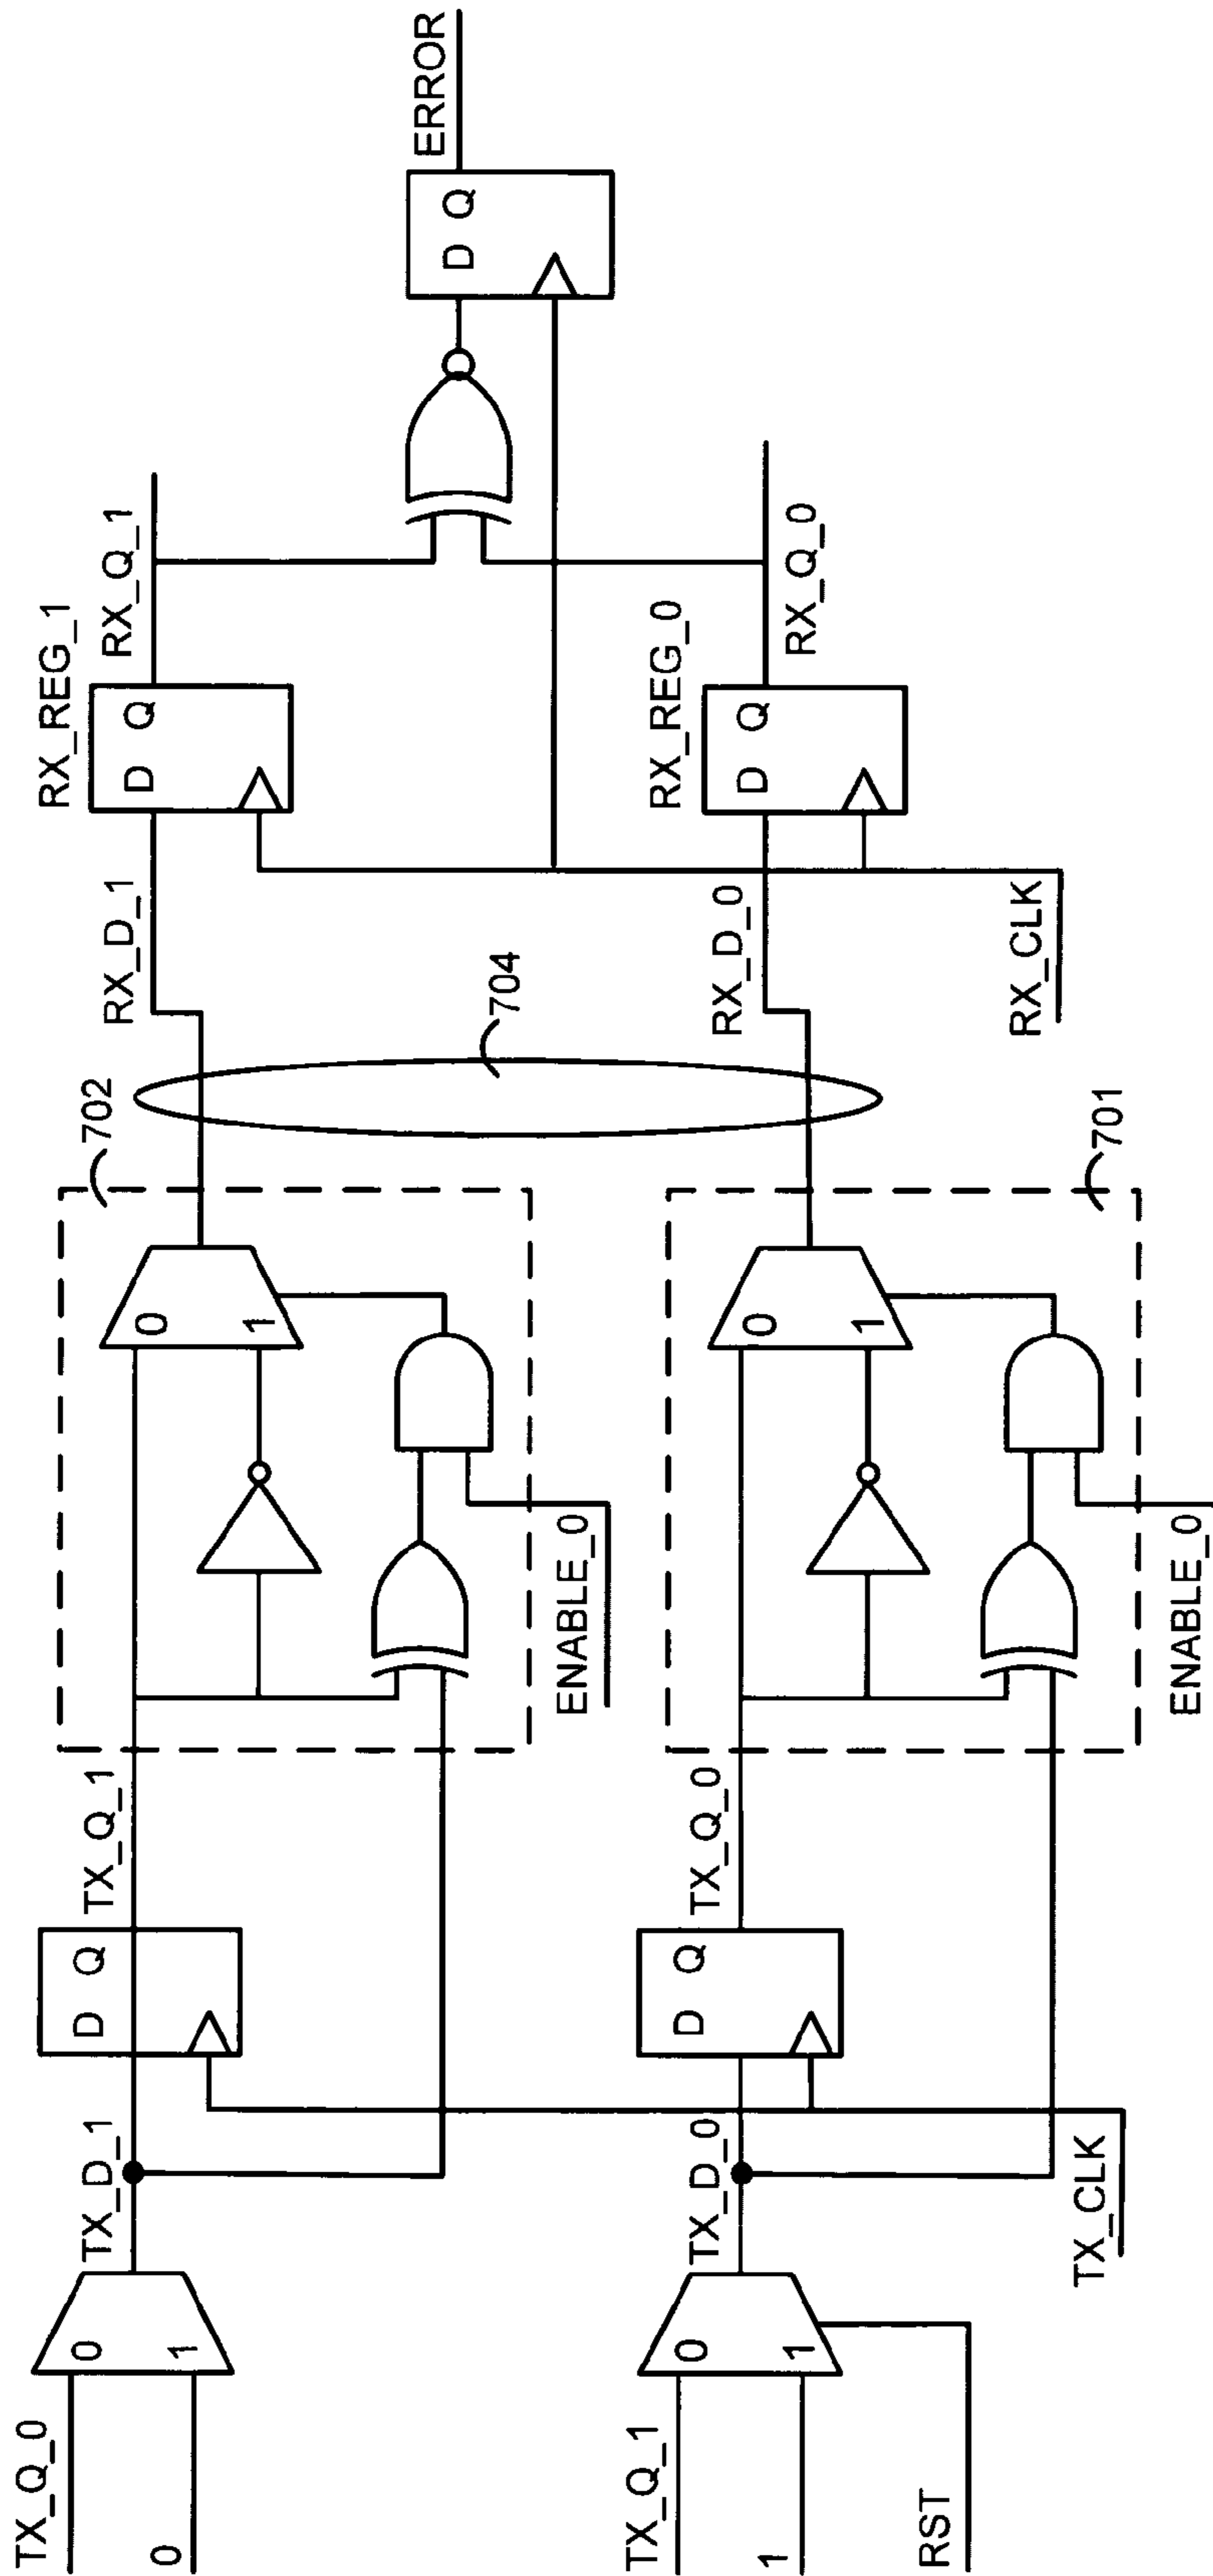 TX_Q_0
0
0
1
TX_D_1
D Q
TX_Q_1
702
0
1
ENABLE_0
RX_D_1
RX_REG_1
D Q
RX_Q_1
704
D Q
ERROR
TX_Q_1
1
RST
0
1
TX_D_0
TX_CLK
D Q
TX_Q_0
0
1
ENABLE_0
701
RX_D_0
RX_CLK
RX_REG_0
D Q
RX_Q_0